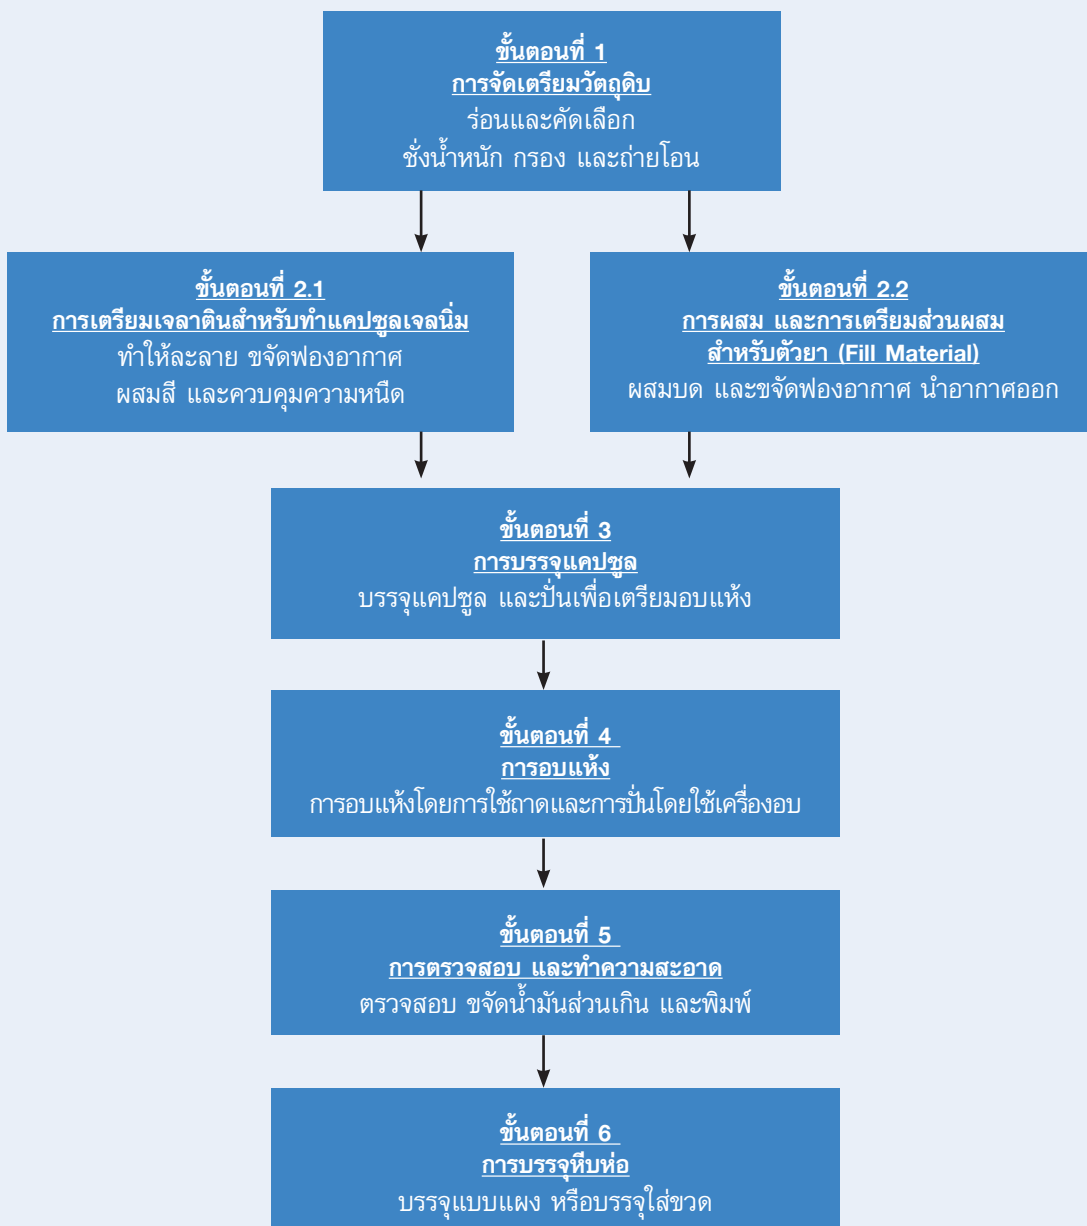 ขั้นตอนที่ 1
การจัดเตรียมวัตถุดิบ
ร่อนและคัดเลือก
ชั่งน้ำหนัก กรอง และถ่ายโอน
ขั้นตอนที่ 2.1
การเตรียมเจลาตินสำหรับทำแคปซูลเจลนิ่ม
ทำให้ละลาย ขจัดฟองอากาศ
ผสมสี และควบคุมความหนืด
ขั้นตอนที่ 2.2
การผสม และการเตรียมส่วนผสม
สำหรับตัวยา (Fill Material)
ผสมบด และขจัดฟองอากาศ นำอากาศออก
ขั้นตอนที่ 3
การบรรจุแคปซูล
บรรจุแคปซูล และปั่นเพื่อเตรียมอบแห้ง
ขั้นตอนที่ 4
การอบแห้ง
การอบแห้งโดยการใช้ถาดและการปั่นโดยใช้เครื่องอบ
ขั้นตอนที่ 5
การตรวจสอบ และทำความสะอาด
ตรวจสอบ ขจัดน้ำมันส่วนเกิน และพิมพ์
ขั้นตอนที่ 6
การบรรจุหีบห่อ
บรรจุแบบแผง หรือบรรจุใส่ขวด